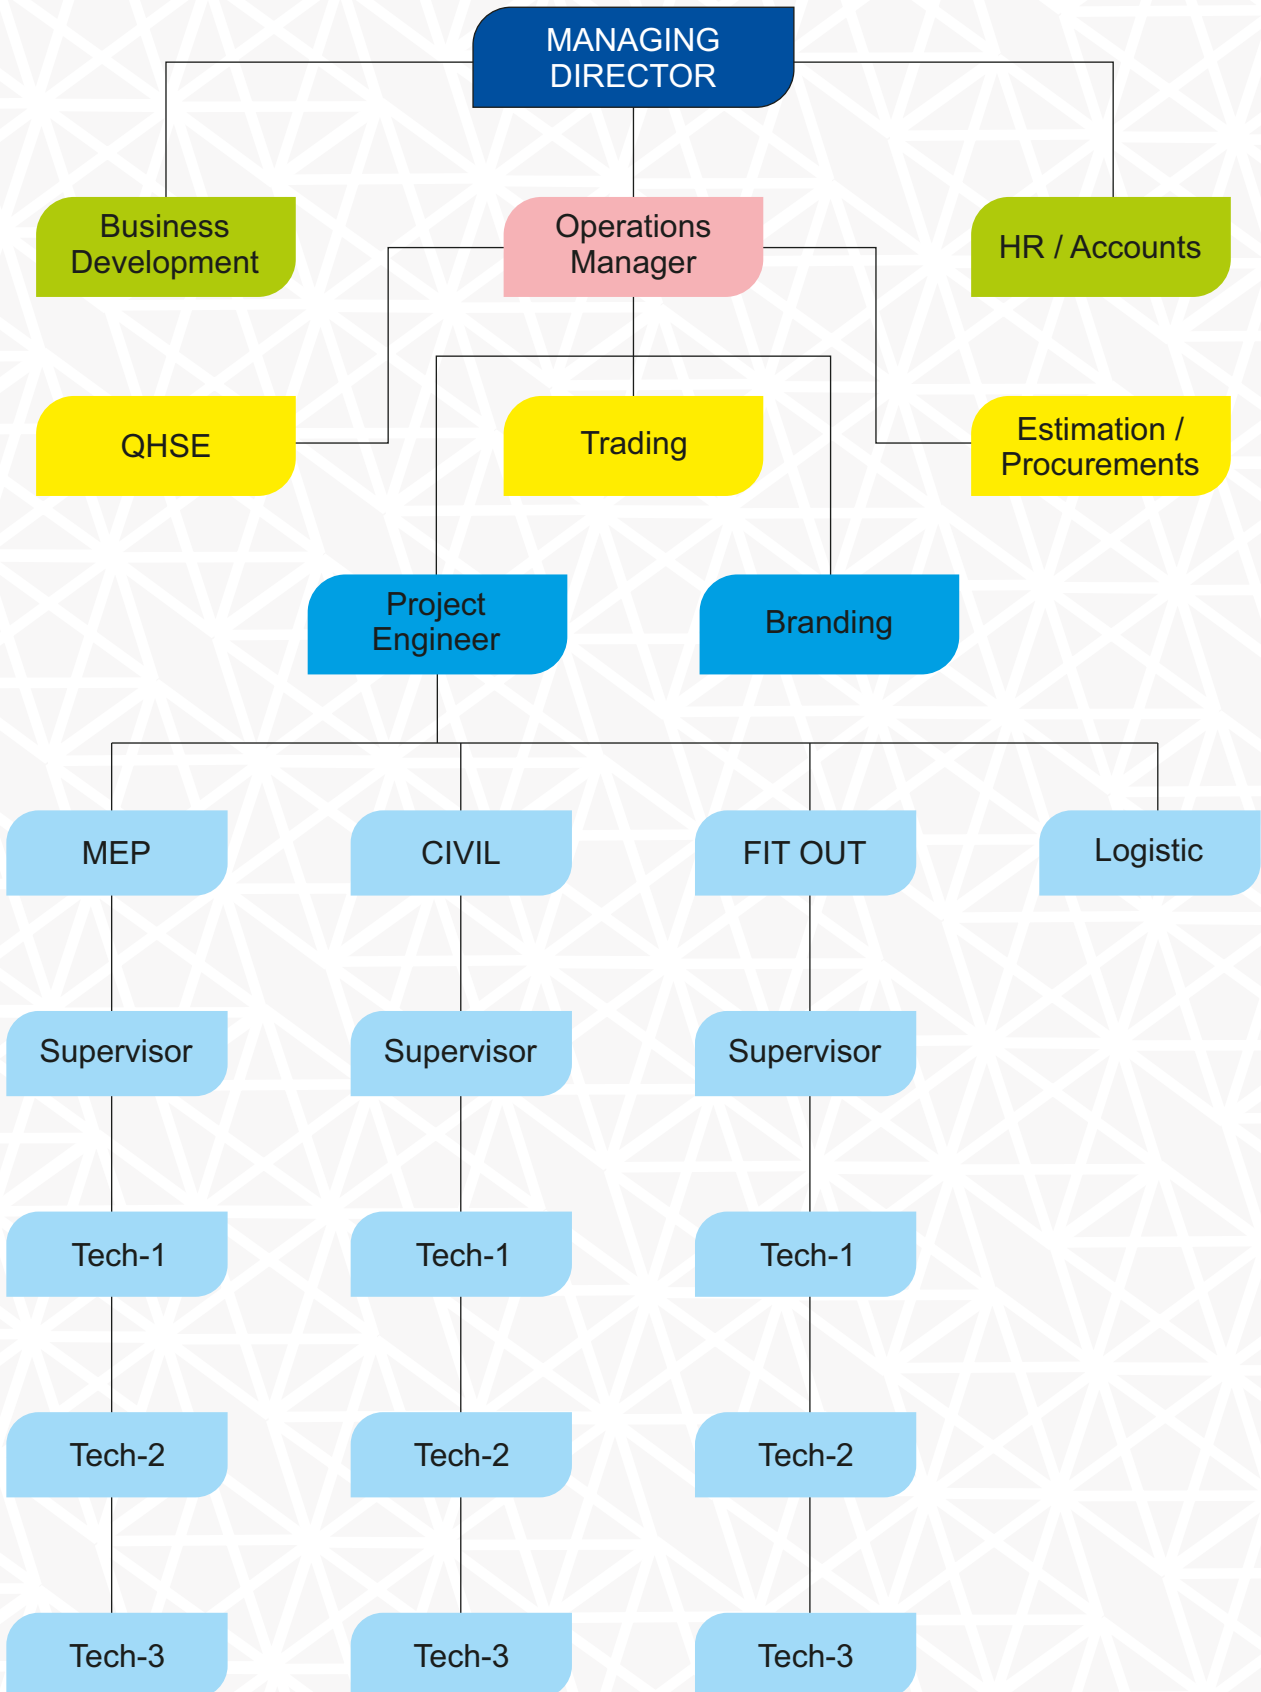 MANAGING
DIRECTOR
Business
Development
Operations
Manager
HR / Accounts
QHSE
Trading
Estimation /
Procurements
Project
Engineer
Branding
MEP
CIVIL
FIT OUT
Logistic
Supervisor
Supervisor
Supervisor
Tech-1
Tech-1
Tech-1
Tech-2
Tech-2
Tech-2
Tech-3
Tech-3
Tech-3